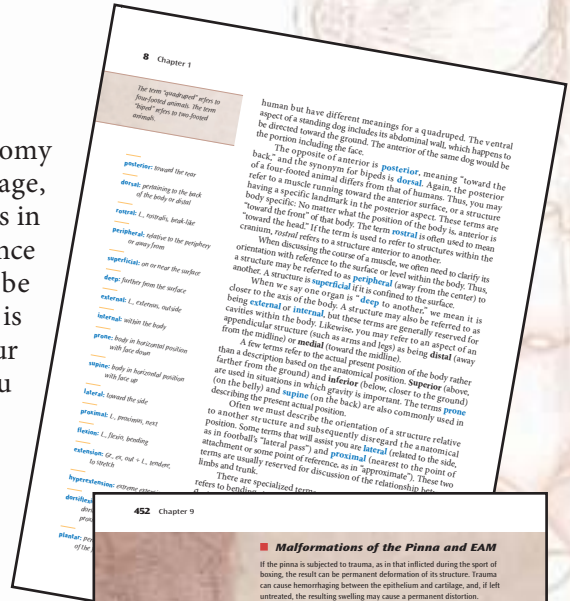 omy
age,
s in
nce
be
is
ur
u
8 Chapter 1
The term "quadruped" refers to
four-footed animals. The term
"biped" refers to two-footed
animals.
posterior: toward the rear
dorsal: pertaining to the back
of the body or distal
rostral: L., rostralis, beak-like
peripheral: relative to the periphery
or away from
superficial: on or near the surface
deep: farther from the surface
external: L., externus, outside
internal: within the body
prone: body in horizontal position
with face down
supine: body in horizontal position
with face up
lateral: toward the side
proximal: L., proximus, next
flexion: L., flexio, bending
extension: Gr., ex, out + L., tendere,
to stretch
hyperextension: extreme
plantar:
of the
human but have different meanings for a quadruped. The ventral
aspect of a standing dog includes its abdominal wall, which happens to
be directed toward the ground. The anterior of the same dog would be
the portion including the face.
The opposite of anterior is posterior, meaning "toward the
back," and the synonym for bipeds is dorsal. Again, the posterior
of a four-footed animal differs from that of humans. Thus, you may
refer to a muscle running toward the anterior surface, or a structure
having a specific landmark in the posterior aspect. These terms are
body specific: No matter what the position of the body is, anterior is
"toward the front" of that body. The term rostral is often used to mean
"toward the head." If the term is used to refer to structures within the
cranium, rostral refers to a structure anterior to another.
When discussing the course of a muscle, we often need to clarify its
orientation with reference to the surface or level within the body. Thus,
a structure may be referred to as peripheral (away from the center) to
another. A structure is superficial if it is confined to the surface.
When we say one organ is "deep to another," we mean it is
closer to the axis of the body. A structure may also be referred to as
being external or internal, but these terms are generally reserved for
cavities within the body. Likewise, you may refer to an aspect of an
appendicular structure (such as arms and legs) as being distal (away
from the midline) or medial (toward the midline).
A few terms refer to the actual present position of the body rather
than a description based on the anatomical position. Superior (above,
farther from the ground) and inferior (below, closer to the ground)
are used in situations in which gravity is important. The terms prone
(on the belly) and supine (on the back) are also commonly used in
describing the present actual position.
Often we must describe the orientation of a structure relative
to another structure and subsequently disregard the anatomical
position. Some terms that will assist you are lateral (related to the side,
as in football's "lateral pass") and proximal (nearest to the point of
attachment or some point of reference, as in "approximate"). These two
terms are usually reserved for discussion of the relationship
limbs and trunk.
There are specialized
refers to bending
452 Chapter 9
Malformations of the Pinna and EAM
If the pinna is subjected to trauma, as in that inflicted during the sport of
boxing, the result can be permanent deformation of its structure. Trauma
can cause hemorrhaging between the epithelium and cartilage, and, if left
untreated, the resulting swelling may cause a permanent distortion.